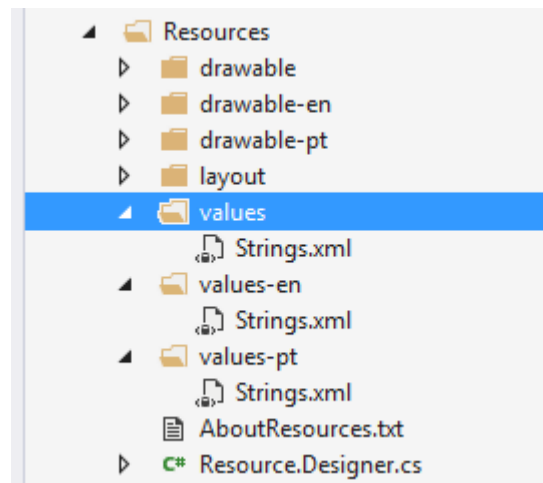 Resources
drawable
drawable-en
drawable-pt
layout
values
Strings.xml
values-en
Strings.xml
values-pt
Strings.xml
AboutResources.txt
C# Resource.Designer.cs